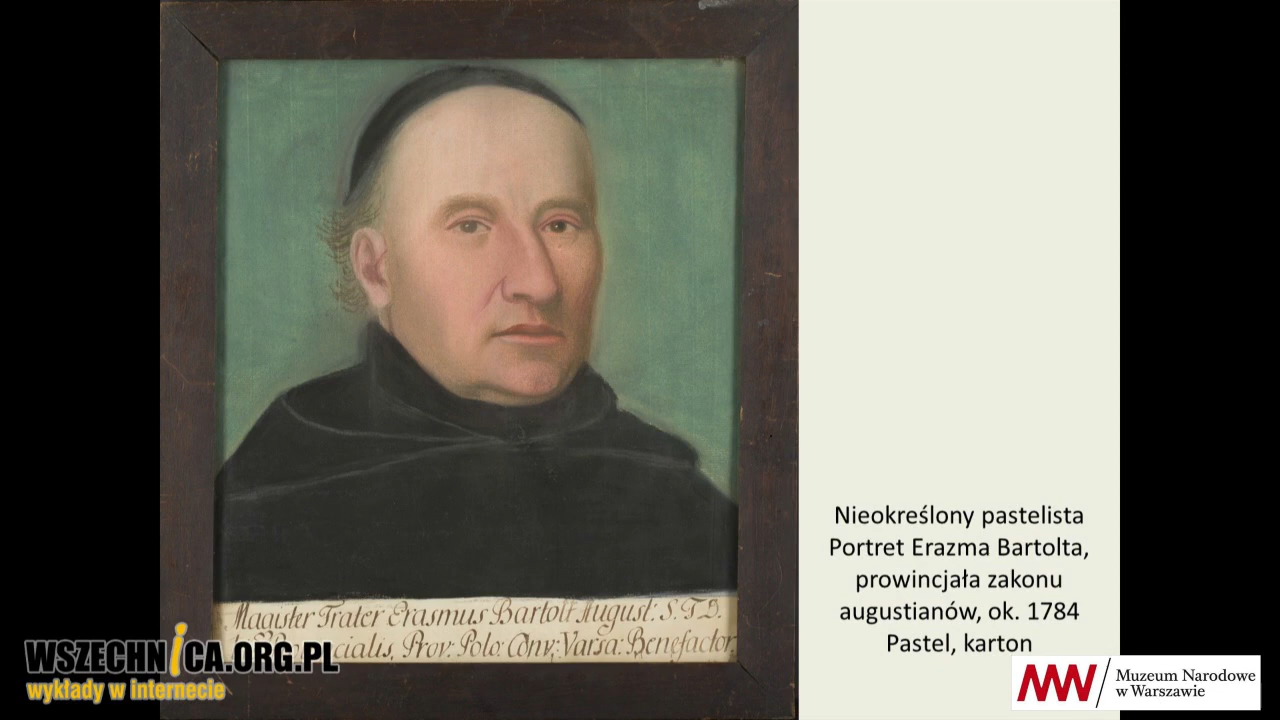 Magister Frater Erasmus Bartolt August: S. T. D.
cialis, Prov: Polo: Conv: Varsa: Benefactor.
Nieokreślony pastelista
Portret Erazma Bartolta,
prowincjała zakonu
augustianów, ok. 1784
Pastel, karton
WSZECHNiCA.ORG.PL
wykłady w internecie
MW
Muzeum Narodowe
w Warszawie